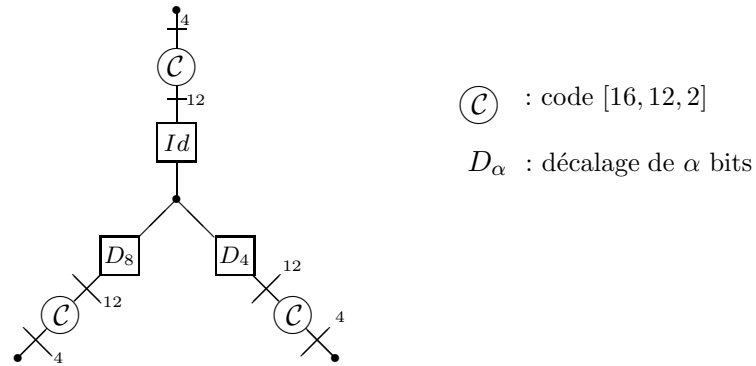 4
C
12
Id
C : code [16, 12, 2]
D_α : décalage de α bits
D_8
D_4
12
12
C
C
4
4